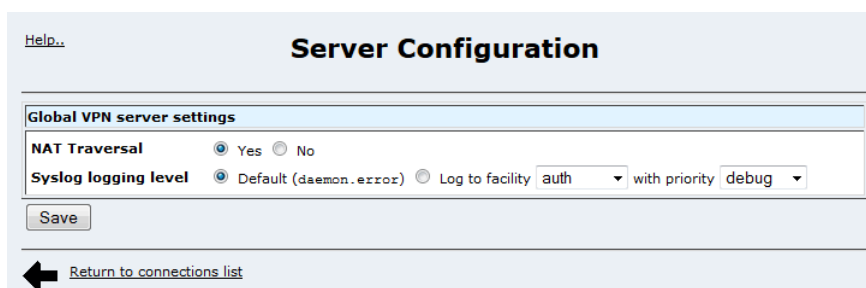 Help..
Server Configuration
Global VPN server settings
NAT Traversal Yes No
Syslog logging level Default (daemon.error) Log to facility auth with priority debug
Save
Return to connections list